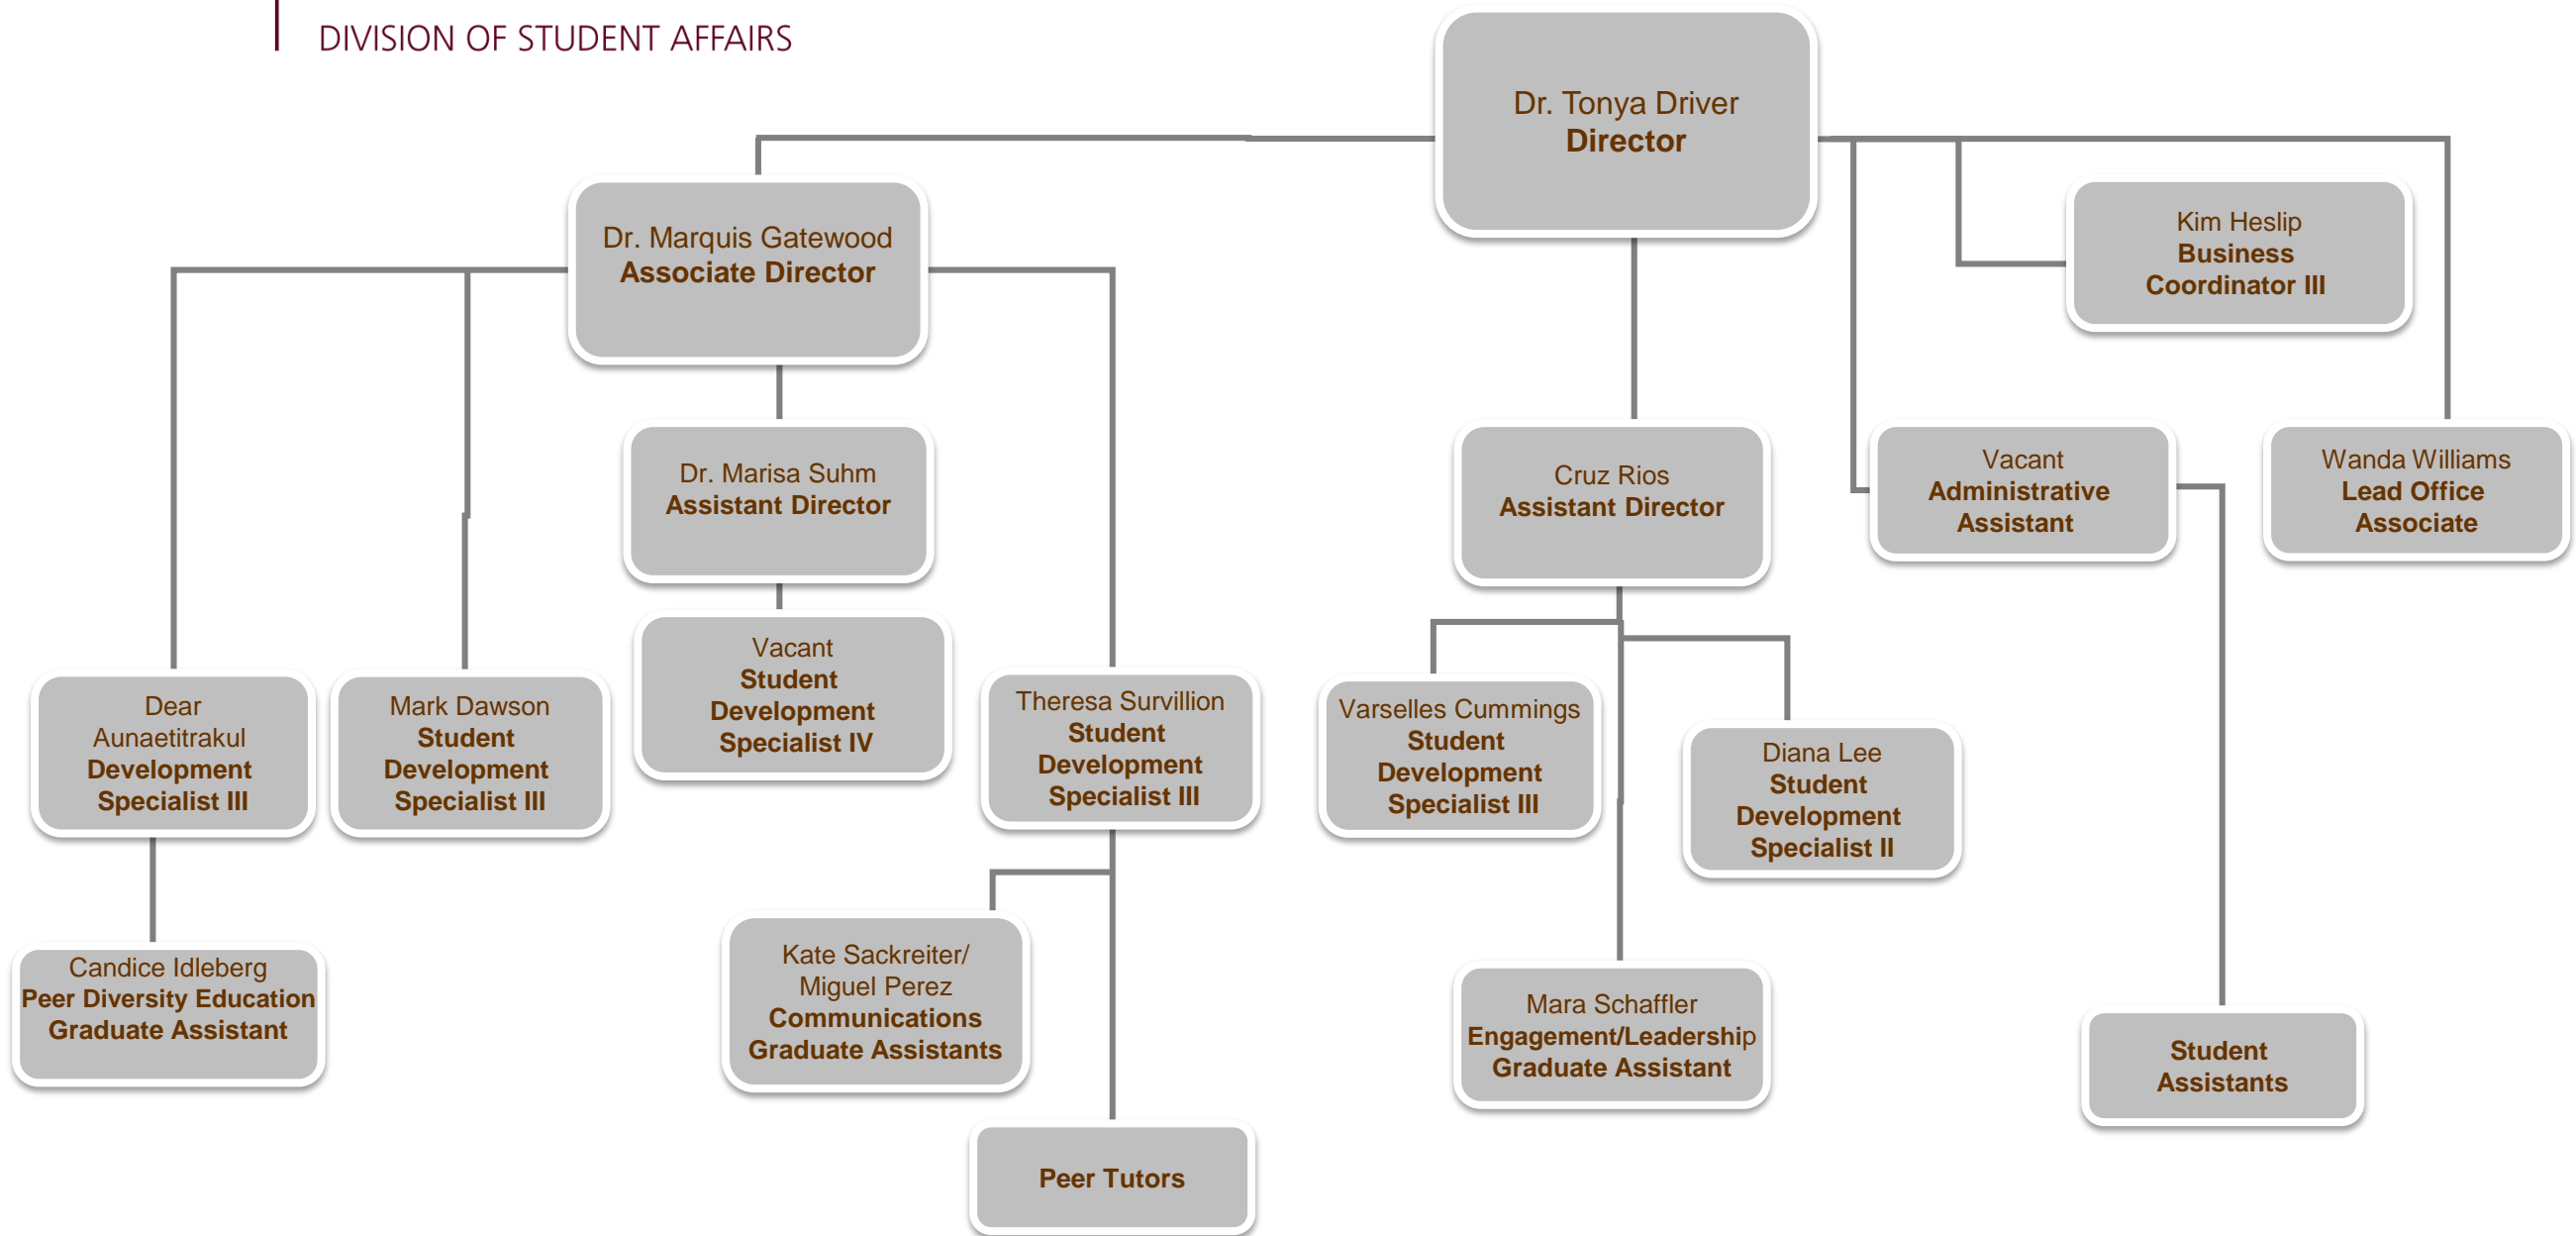 DIVISION OF STUDENT AFFAIRS
Dr. Tonya Driver
Director
Dr. Marquis Gatewood
Associate Director
Kim Heslip
Business
Coordinator III
Dr. Marisa Suhm
Assistant Director
Cruz Rios
Assistant Director
Vacant
Administrative
Assistant
Wanda Williams
Lead Office
Associate
Vacant
Student
Development
Specialist IV
Dear
Aunaetitrakul
Development
Specialist III
Mark Dawson
Student
Development
Specialist III
Theresa Survillion
Student
Development
Specialist III
Varselles Cummings
Student
Development
Specialist III
Diana Lee
Student
Development
Specialist II
Candice Idleberg
Peer Diversity Education
Graduate Assistant
Kate Sackreiter/
Miguel Perez
Communications
Graduate Assistants
Mara Schaffler
Engagement/Leadership
Graduate Assistant
Student
Assistants
Peer Tutors